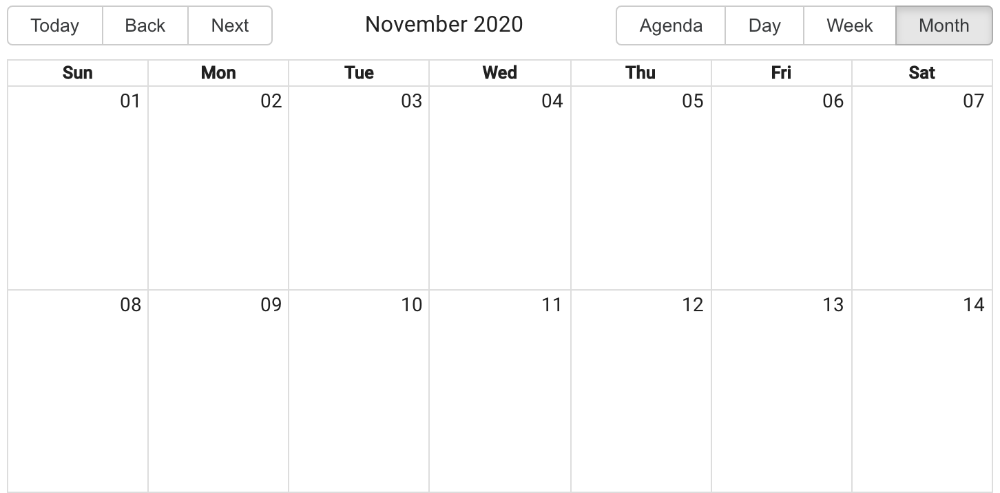 Today Back Next November 2020 Agenda Day Week Month
Sun Mon Tue Wed Thu Fri Sat
01 02 03 04 05 06 07
08 09 10 11 12 13 14